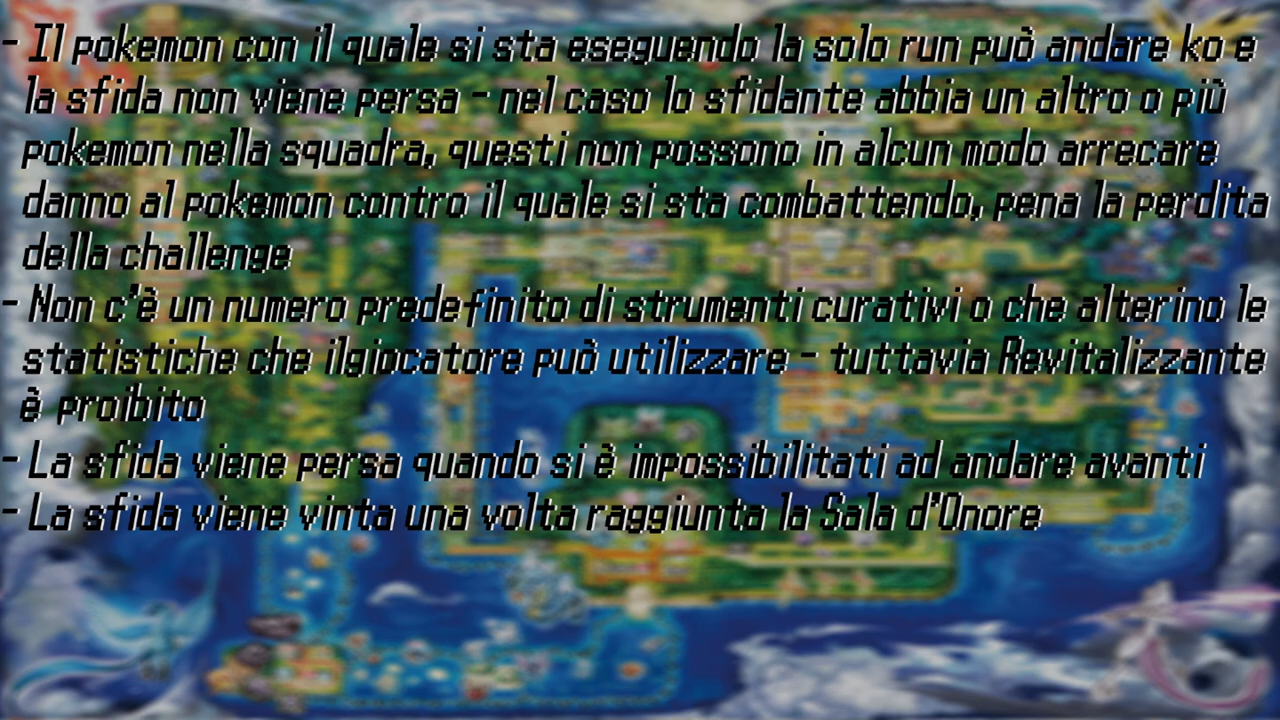 - Il pokemon con il quale si sta eseguendo la solo run può andare ko e
la sfida non viene persa - nel caso lo sfidante abbia un altro o più
pokemon nella squadra, questi non possono in alcun modo arrecare
danno al pokemon contro il quale si sta combattendo, pena la perdita
della challenge
- Non c'è un numero predefinito di strumenti curativi o che alterino le
statistiche che ilgiocatore può utilizzare - tuttavia Revitalizzante
è proibito
- La sfida viene persa quando si è impossibilitati ad andare avanti
- La sfida viene vinta una volta raggiunta la Sala d'Onore